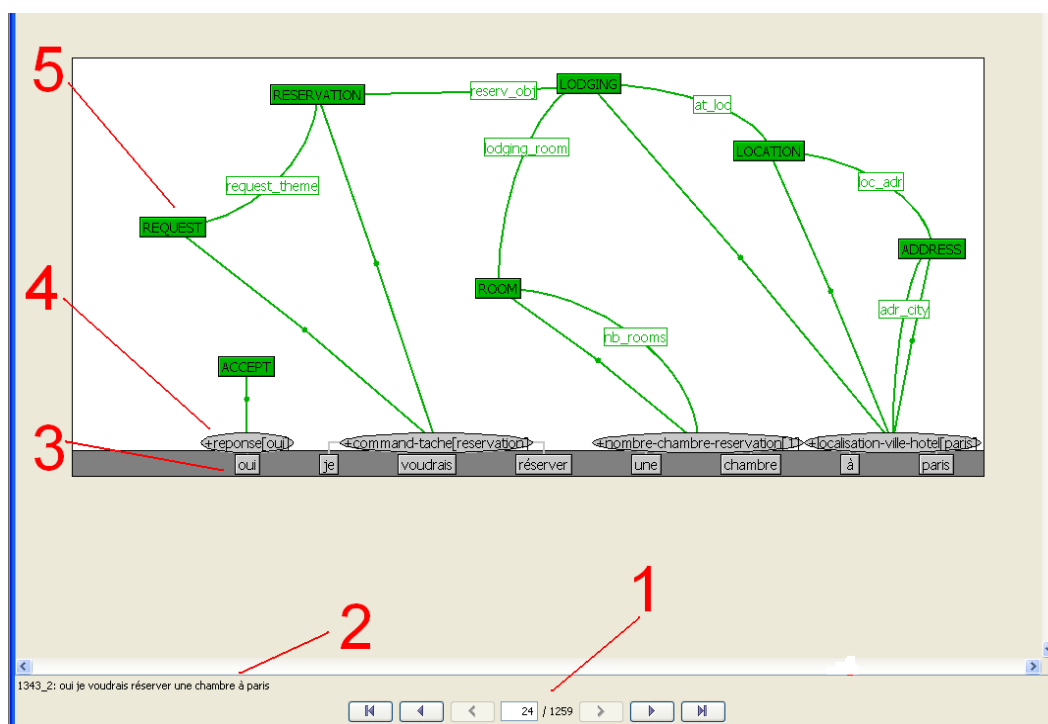 5
RESERVATION
reserv_obj
LODGING
at_loc
lodging_room
LOCATION
loc_adr
request_theme
REQUEST
ADDRESS
4
ROOM
adr_city
nb_rooms
ACCEPT
3
+reponse[oui] +command-tache[reservation] +nombre-chambre-reservation[1] +localisation-ville-hotel[paris]
oui je voudrais réserver une chambre à paris
1
2
1343_2: oui je voudrais réserver une chambre à paris
24 / 1259